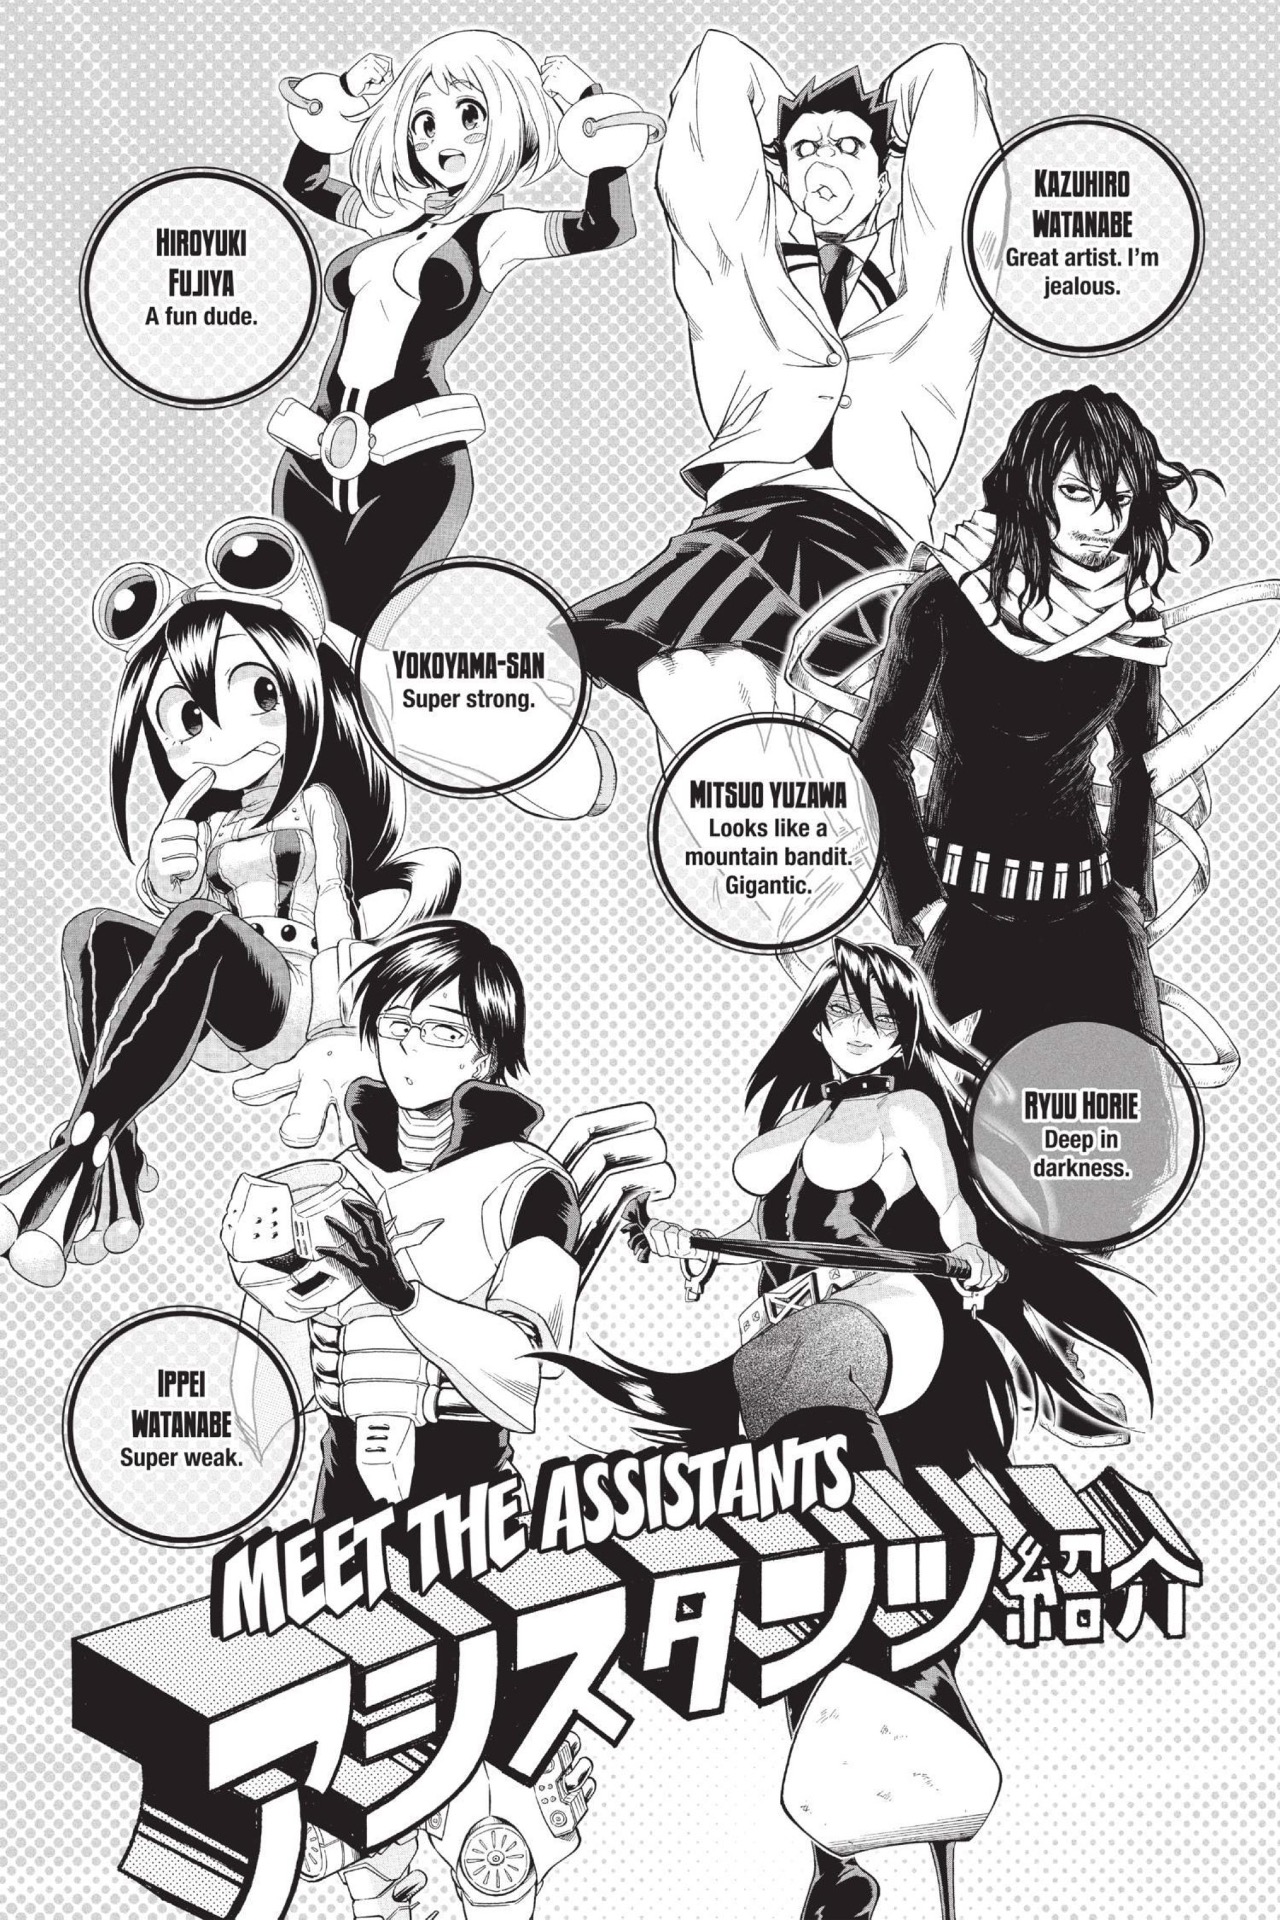 HIROYUKI
FUJIYA
A fun dude.
KAZUHIRO
WATANABE
Great artist. I'm
jealous.
YOKOYAMA-SAN
Super strong.
MITSUO YUZAWA
Looks like a
mountain bandit.
Gigantic.
RYUU HORIE
Deep in
darkness.
IPPEI
WATANABE
Super weak.
MEET THE ASSISTANTS
アシスタンツ紹介